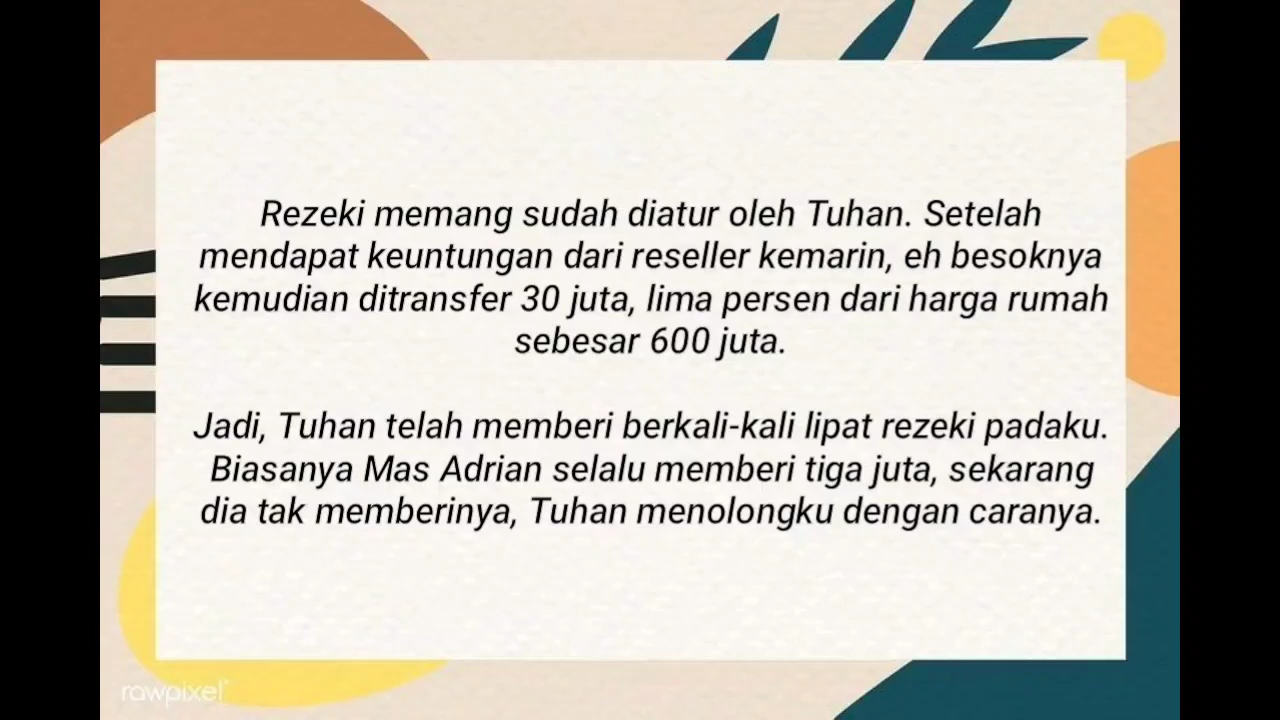 Rezeki memang sudah diatur oleh Tuhan. Setelah
mendapat keuntungan dari reseller kemarin, eh besoknya
kemudian ditransfer 30 juta, lima persen dari harga rumah
sebesar 600 juta.
Jadi, Tuhan telah memberi berkali-kali lipat rezeki padaku.
Biasanya Mas Adrian selalu memberi tiga juta, sekarang
dia tak memberinya, Tuhan menolongku dengan caranya.
rawpixel